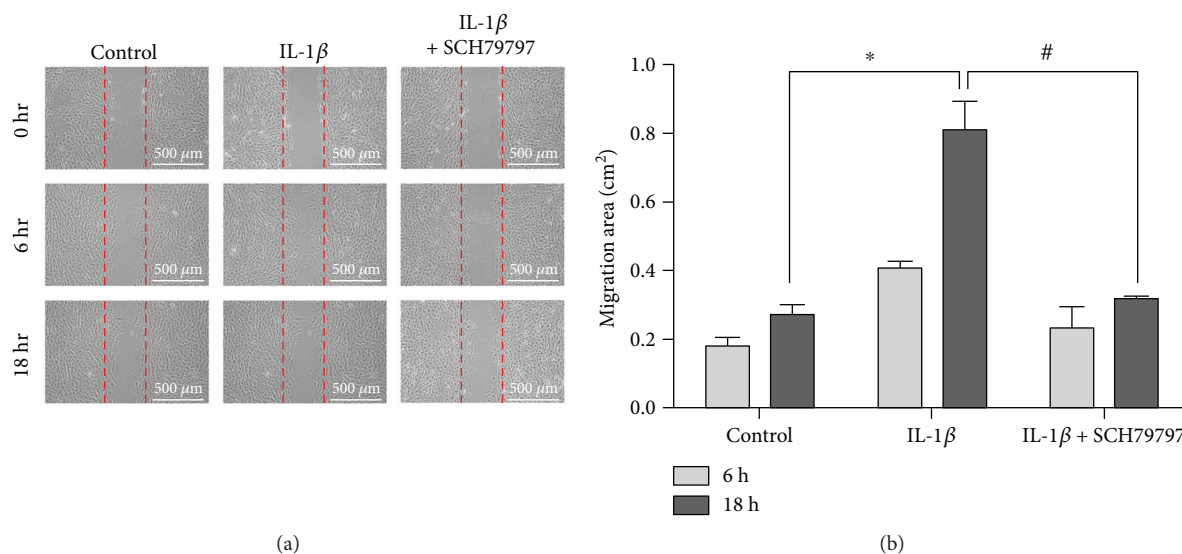 Control
IL-1β
IL-1β
+ SCH79797
0 hr
500 μm
500 μm
500 μm
6 hr
500 μm
500 μm
500 μm
18 hr
500 μm
500 μm
500 μm
(a)
Migration area (cm²)
1.0
0.8
0.6
0.4
0.2
0.0
*
#
Control
IL-1β
IL-1β + SCH79797
6 h
18 h
(b)